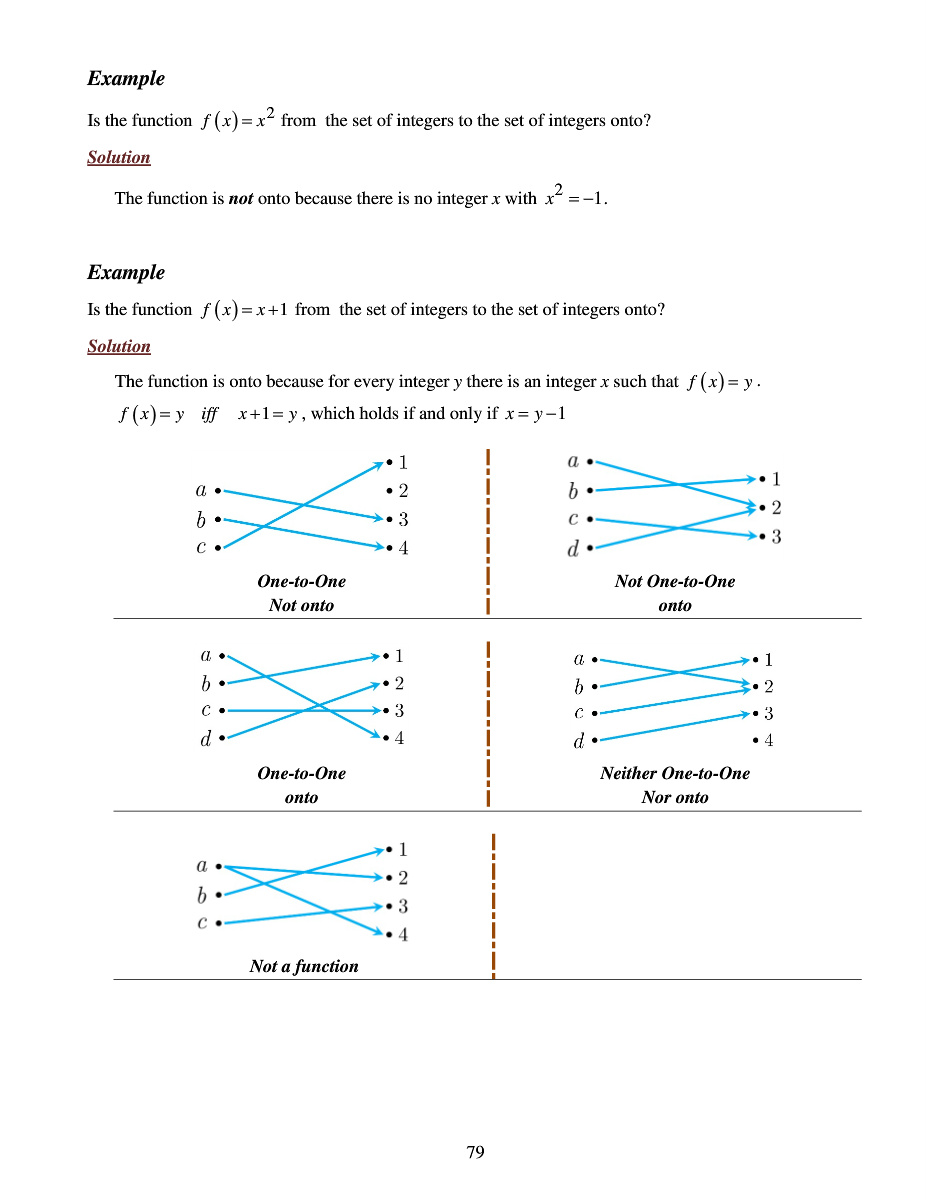 Example
Is the function f(x) = x² from the set of integers to the set of integers onto?
Solution
The function is not onto because there is no integer x with x² = −1.
Example
Is the function f(x) = x+1 from the set of integers to the set of integers onto?
Solution
The function is onto because for every integer y there is an integer x such that f(x) = y.
f(x) = y iff x+1 = y, which holds if and only if x = y−1
a
b
c
1
2
3
4
One-to-One
Not onto
a
b
c
d
1
2
3
Not One-to-One
onto
a
b
c
d
1
2
3
4
One-to-One
onto
a
b
c
d
1
2
3
4
Neither One-to-One
Nor onto
a
b
c
1
2
3
4
Not a function
79